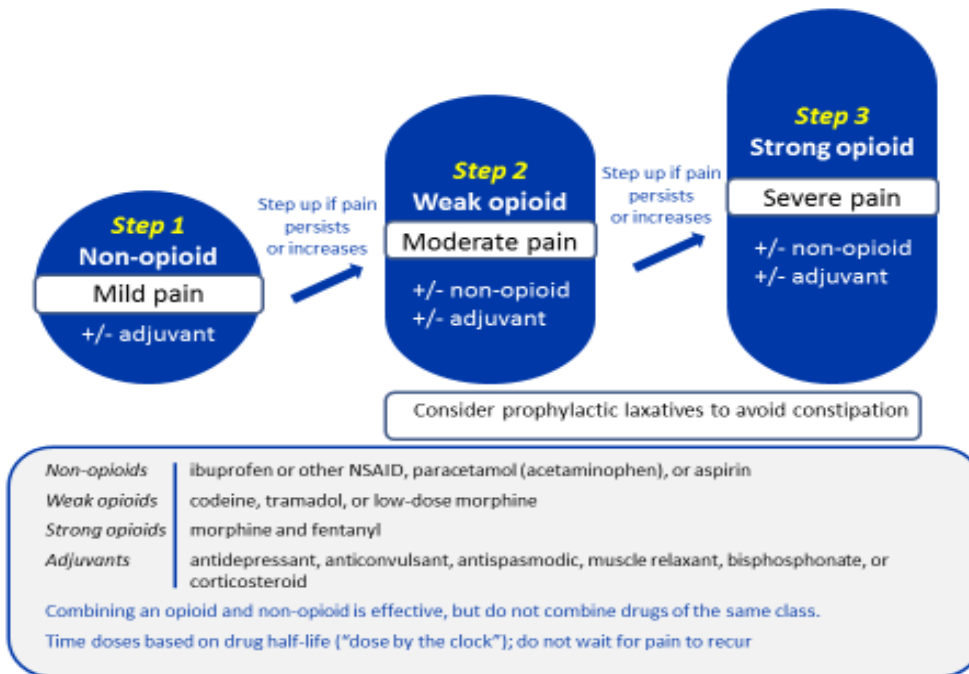 Step 1
Non-opioid
Mild pain
+/- adjuvant
Step up if pain
persists
or increases
Step 2
Weak opioid
Moderate pain
+/- non-opioid
+/- adjuvant
Step up if pain
persists
or increases
Step 3
Strong opioid
Severe pain
+/- non-opioid
+/- adjuvant
Consider prophylactic laxatives to avoid constipation
Non-opioids ibuprofen or other NSAID, paracetamol (acetaminophen), or aspirin
Weak opioids codeine, tramadol, or low-dose morphine
Strong opioids morphine and fentanyl
Adjuvants antidepressant, anticonvulsant, antispasmodic, muscle relaxant, bisphosphonate, or
corticosteroid
Combining an opioid and non-opioid is effective, but do not combine drugs of the same class.
Time doses based on drug half-life (“dose by the clock”); do not wait for pain to recur